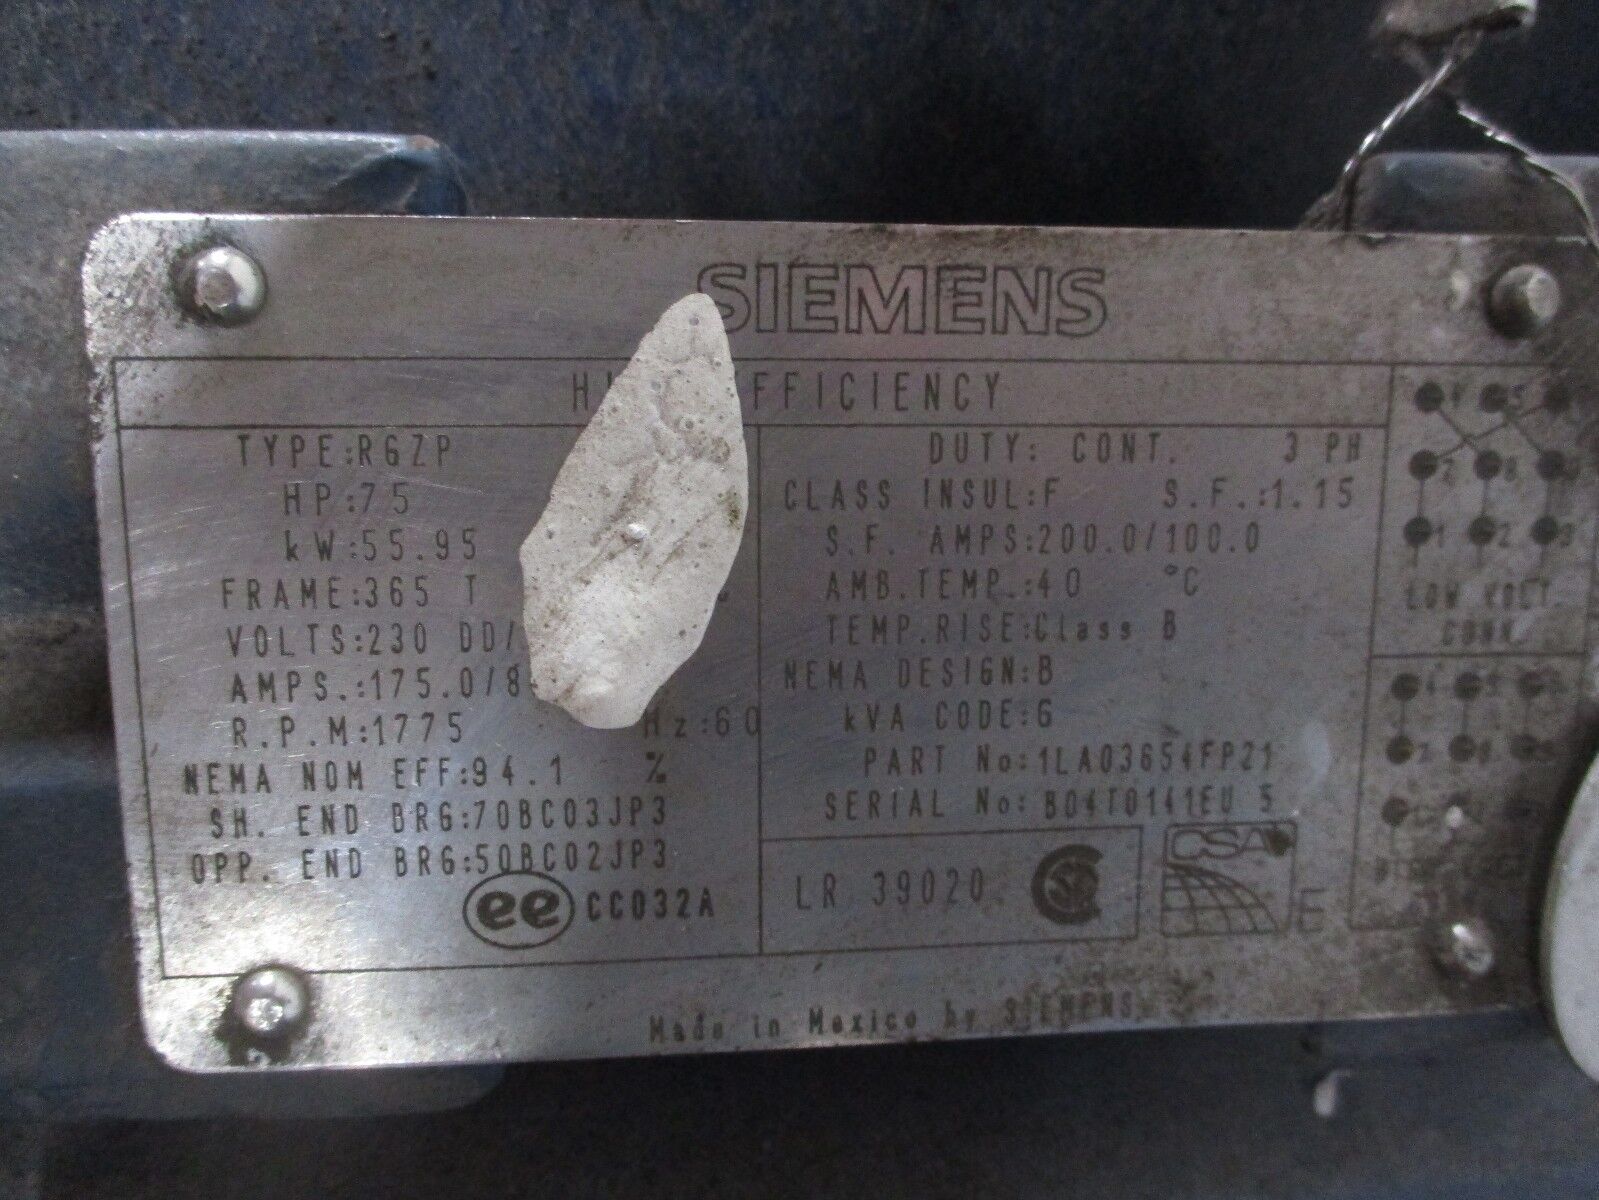 SIEMENS
EFFICIENCY
TYPE:RGZP
DUTY: CONT. 3 PH
HP:75
CLASS INSUL:F S.F.:1.15
kW:55.95
S.F. AMPS:200.0/100.0
FRAME:365 T
AMB.TEMP.:40 °C
VOLTS:230 DD/
TEMP.RISE:Class B
AMPS.:175.0/8
NEMA DESIGN:B
R.P.M:1775 Hz:60
kVA CODE:G
NEMA NOM EFF:94.1 %
PART No:1LA03654FP21
SH. END BRG:70BC03JP3
SERIAL No: B04T0141EU 5
OPP. END BRG:50BC02JP3
ee CC032A
LR 39020
CSA
E
LOW VOLT.
CONN.
Made in Mexico by SIEMENS